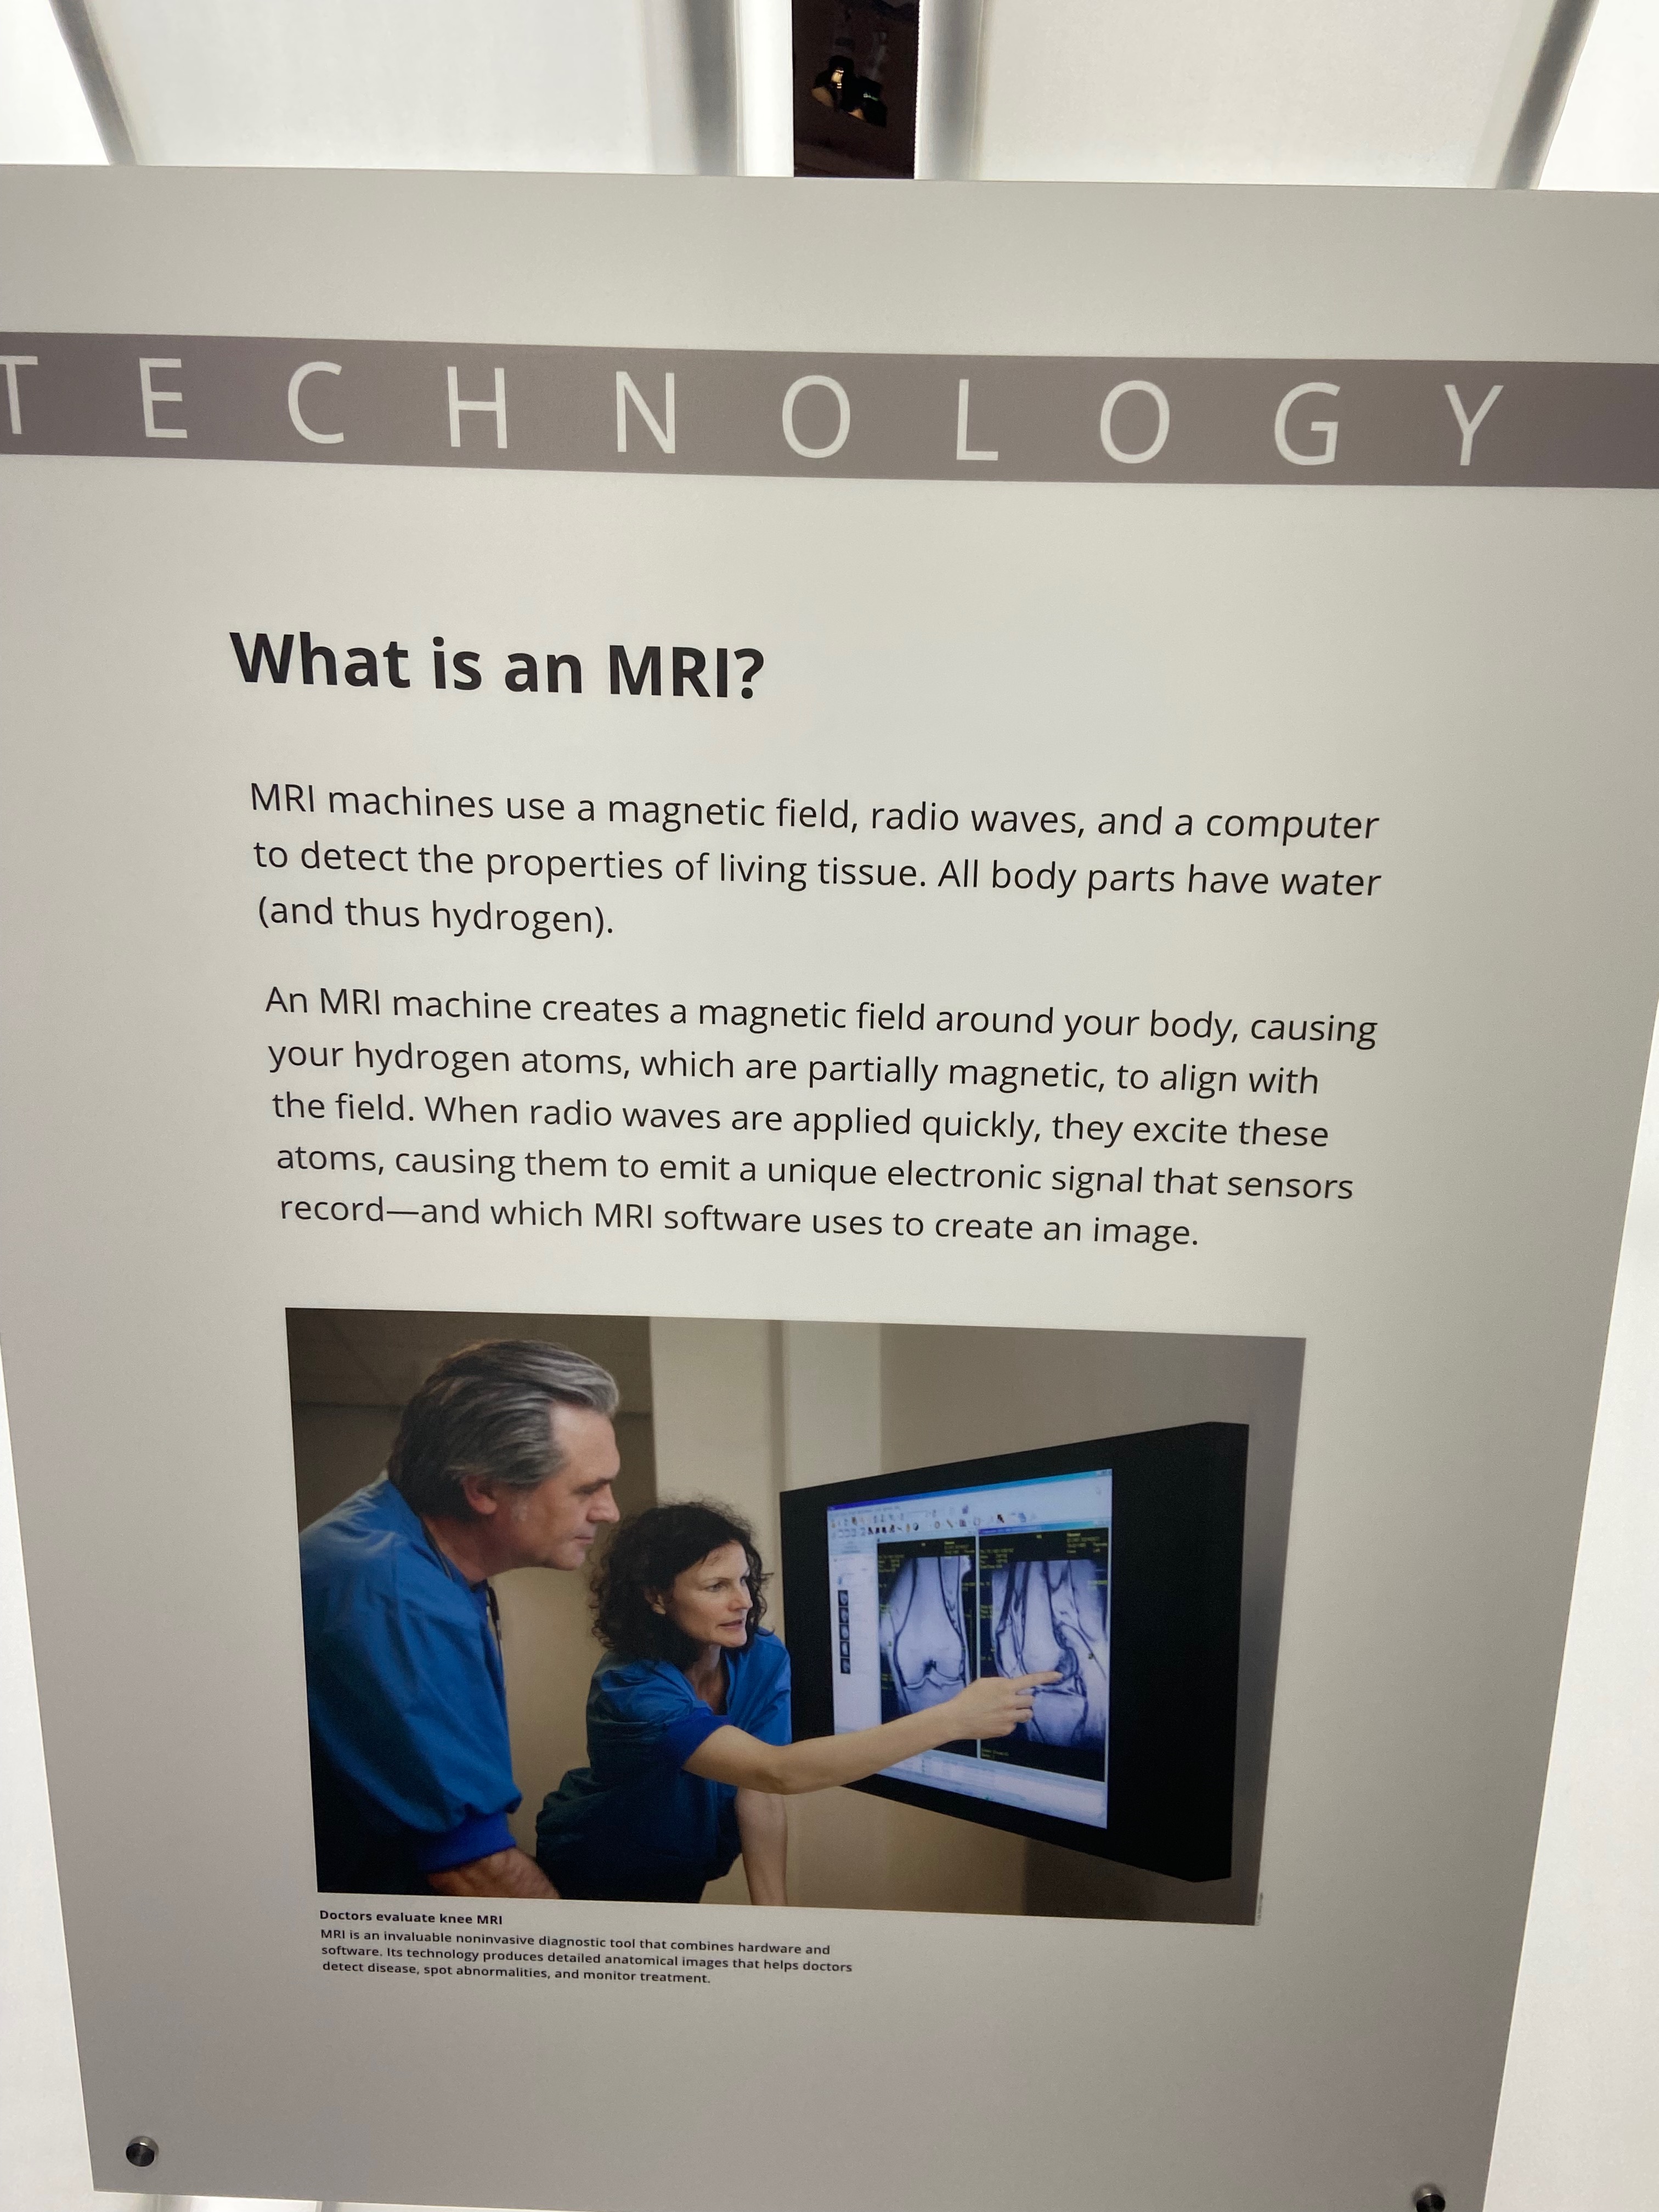 TECHNOLOGY
What is an MRI?
MRI machines use a magnetic field, radio waves, and a computer
to detect the properties of living tissue. All body parts have water
(and thus hydrogen).
An MRI machine creates a magnetic field around your body, causing
your hydrogen atoms, which are partially magnetic, to align with
the field. When radio waves are applied quickly, they excite these
atoms, causing them to emit a unique electronic signal that sensors
record—and which MRI software uses to create an image.
Doctors evaluate knee MRI
MRI is an invaluable noninvasive diagnostic tool that combines hardware and
software. Its technology produces detailed anatomical images that helps doctors
detect disease, spot abnormalities, and monitor treatment.